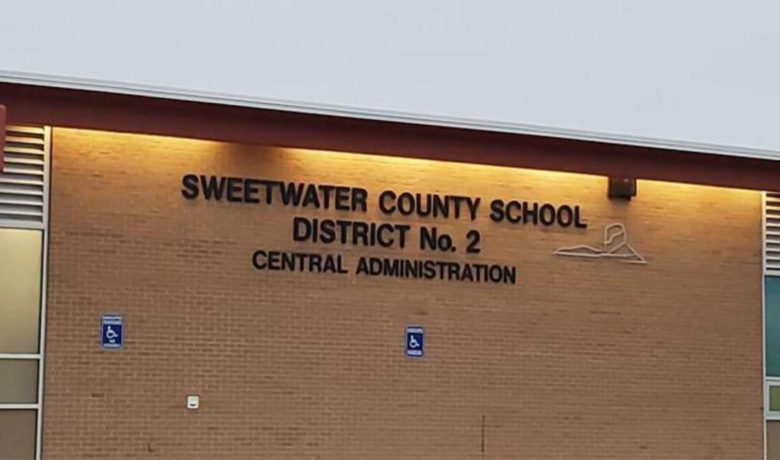 SWEETWATER COUNTY SCHOOL
DISTRICT No. 2
CENTRAL ADMINISTRATION